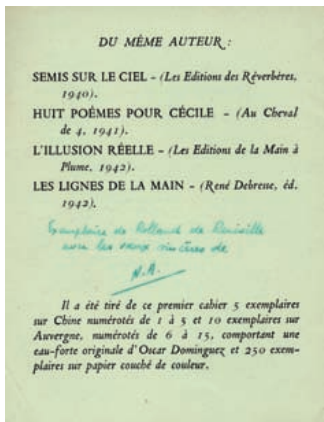 DU MÊME AUTEUR :
SEMIS SUR LE CIEL – (Les Editions des Réverbères,
1940).
HUIT POÈMES POUR CÉCILE – (Au Cheval
de 4, 1941).
L'ILLUSION RÉELLE – (Les Editions de la Main à
Plume, 1942).
LES LIGNES DE LA MAIN – (René Debresse, éd.
1942).
Exemplaire de Rolland de Renéville
avec les vœux sincères de
N.A.
Il a été tiré de ce premier cahier 5 exemplaires
sur Chine numérotés de 1 à 5 et 10 exemplaires sur
Auvergne, numérotés de 6 à 15, comportant une
eau-forte originale d'Oscar Dominguez et 250 exem-
plaires sur papier couché de couleur.